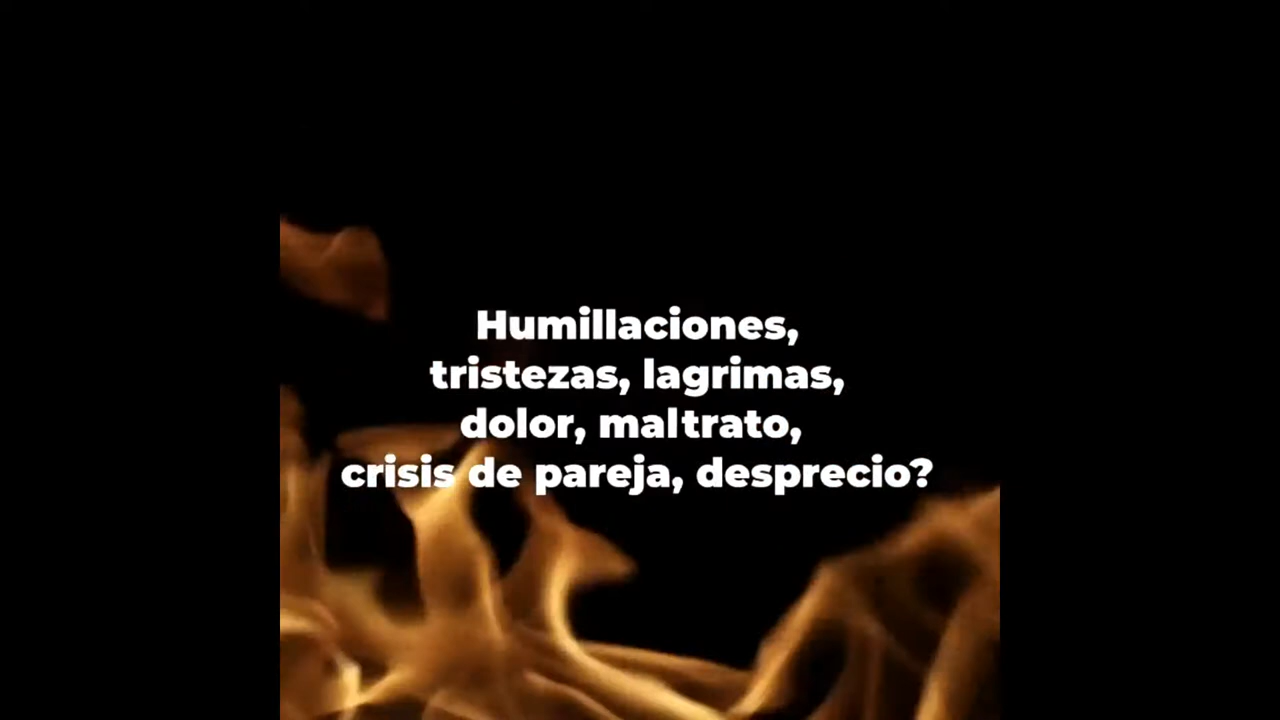 Humillaciones,
tristezas, lagrimas,
dolor, maltrato,
crisis de pareja, desprecio?